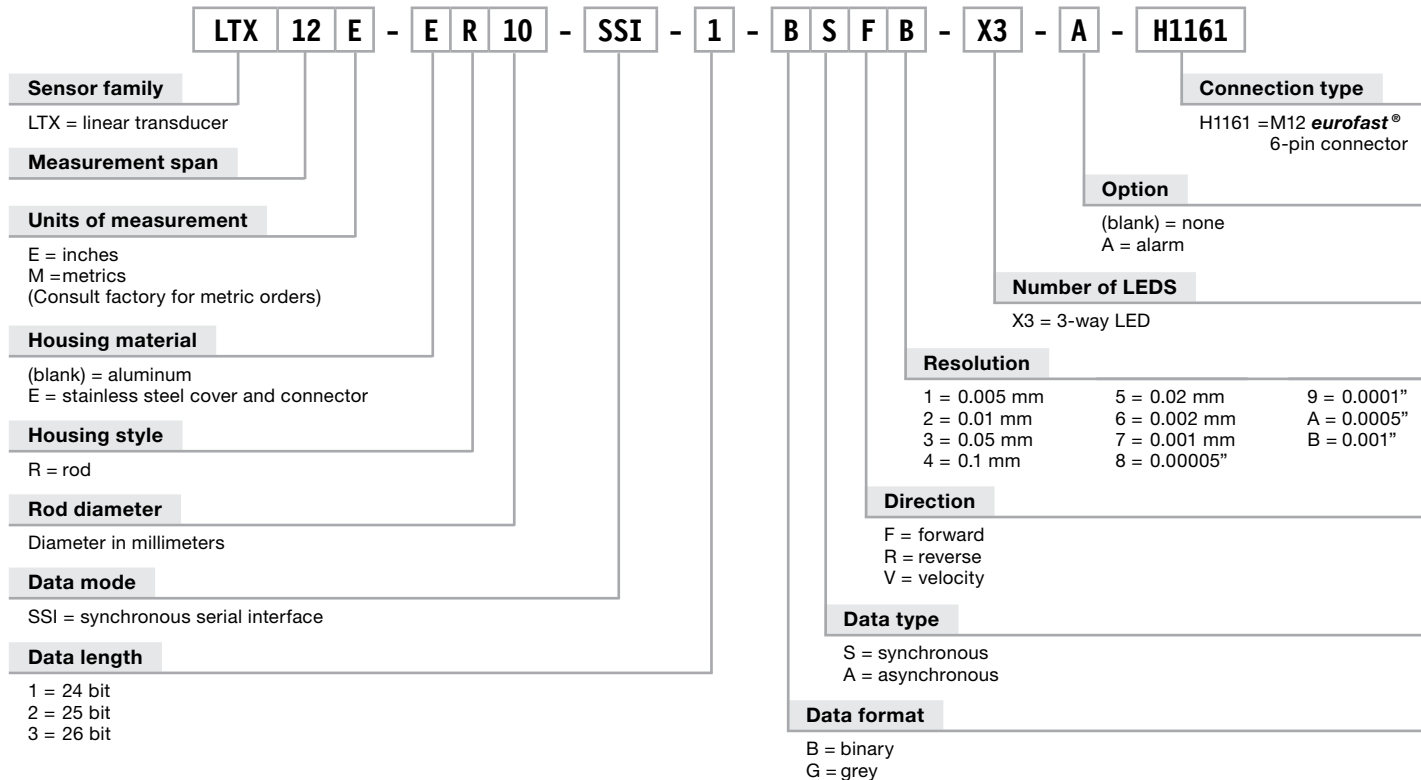 LTX 12 E - E R 10 - SSI - 1 - B S F B - X3 - A - H1161
Sensor family
LTX = linear transducer
Measurement span
Units of measurement
E = inches
M =metrics
(Consult factory for metric orders)
Housing material
(blank) = aluminum
E = stainless steel cover and connector
Housing style
R = rod
Rod diameter
Diameter in millimeters
Data mode
SSI = synchronous serial interface
Data length
1 = 24 bit
2 = 25 bit
3 = 26 bit
Connection type
H1161 =M12 eurofast®
6-pin connector
Option
(blank) = none
A = alarm
Number of LEDS
X3 = 3-way LED
Resolution
1 = 0.005 mm 5 = 0.02 mm 9 = 0.0001”
2 = 0.01 mm 6 = 0.002 mm A = 0.0005”
3 = 0.05 mm 7 = 0.001 mm B = 0.001”
4 = 0.1 mm 8 = 0.00005”
Direction
F = forward
R = reverse
V = velocity
Data type
S = synchronous
A = asynchronous
Data format
B = binary
G = grey